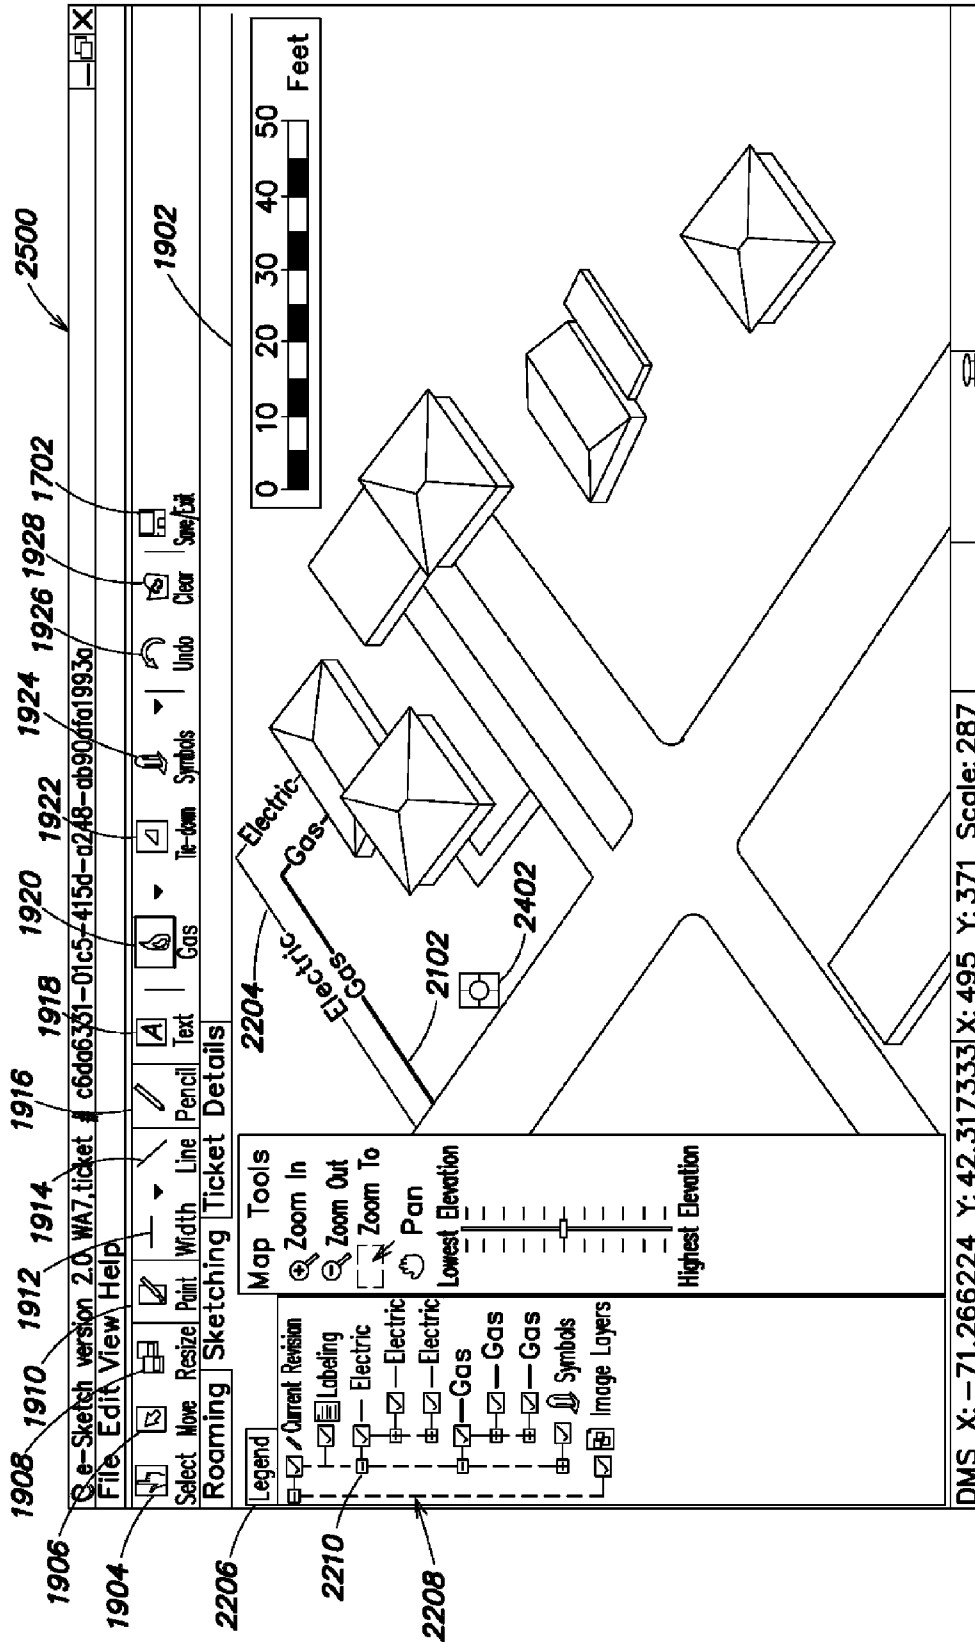 2500
1908 1910 1912 1914 1916 1918 1920 1922 1924 1926 1928 1702
1906
1904
1902
e-Sketch version 2.0 WA7,ticket # c6da6351-01c5-415d-a248-ab90afa1993a
File Edit View Help
Select Move Resize Paint Width Line Pencil Text Gas Tie-down Symbols Undo Clear Save/Exit
Roaming Sketching Ticket Details
2206
Legend
Current Revision
Labeling
Electric
Electric
Electric
Gas
Gas
Gas
Symbols
Image Layers
2210
2208
Map Tools
Zoom In
Zoom Out
Zoom To
Pan
Lowest Elevation
Highest Elevation
2204
Electric
Electric
Electric
Gas
Gas
2102
2402
0 10 20 30 40 50
Feet
DMS X: -71.266224 Y: 42.317333 X: 495 Y: 371 Scale: 287